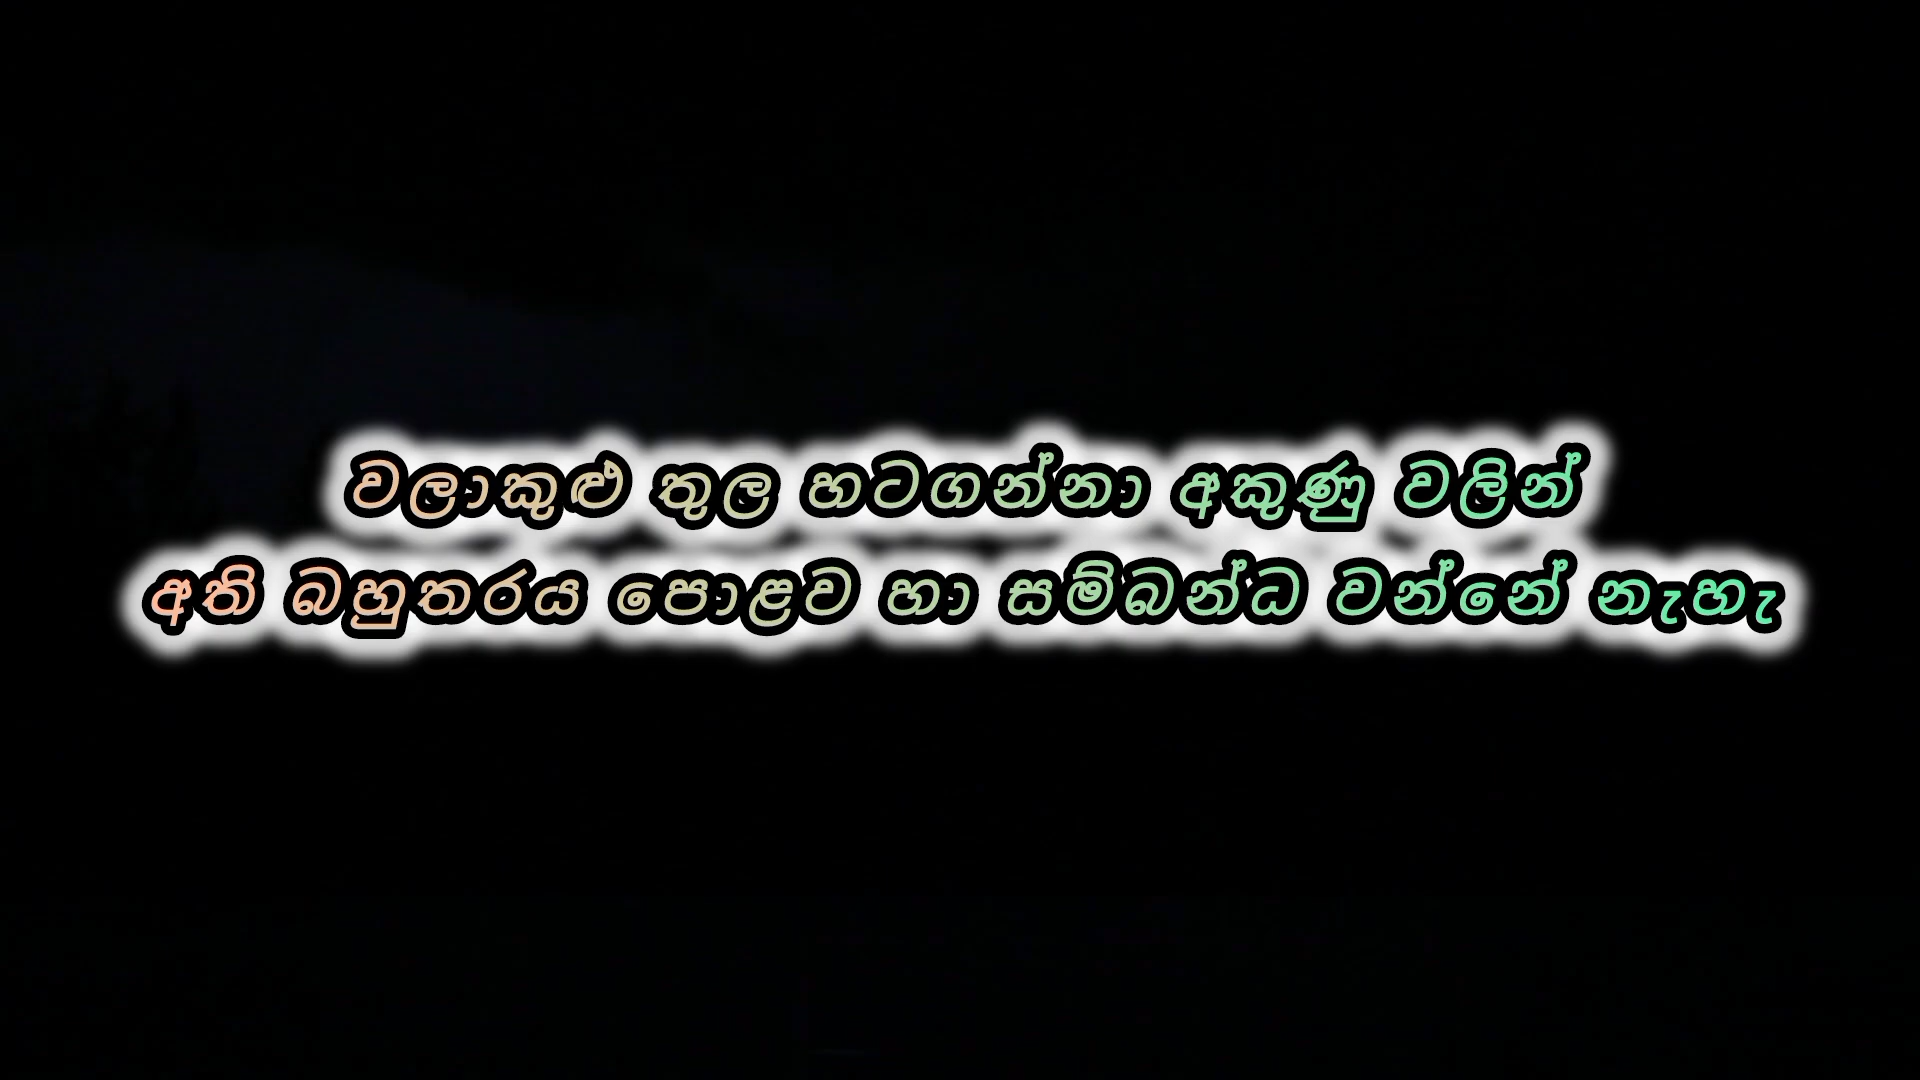 වලාකුළු තුල හටගන්නා අකුණු වලින්
අති බහුතරය පොළව හා සම්බන්ධ වන්නේ නැහැ